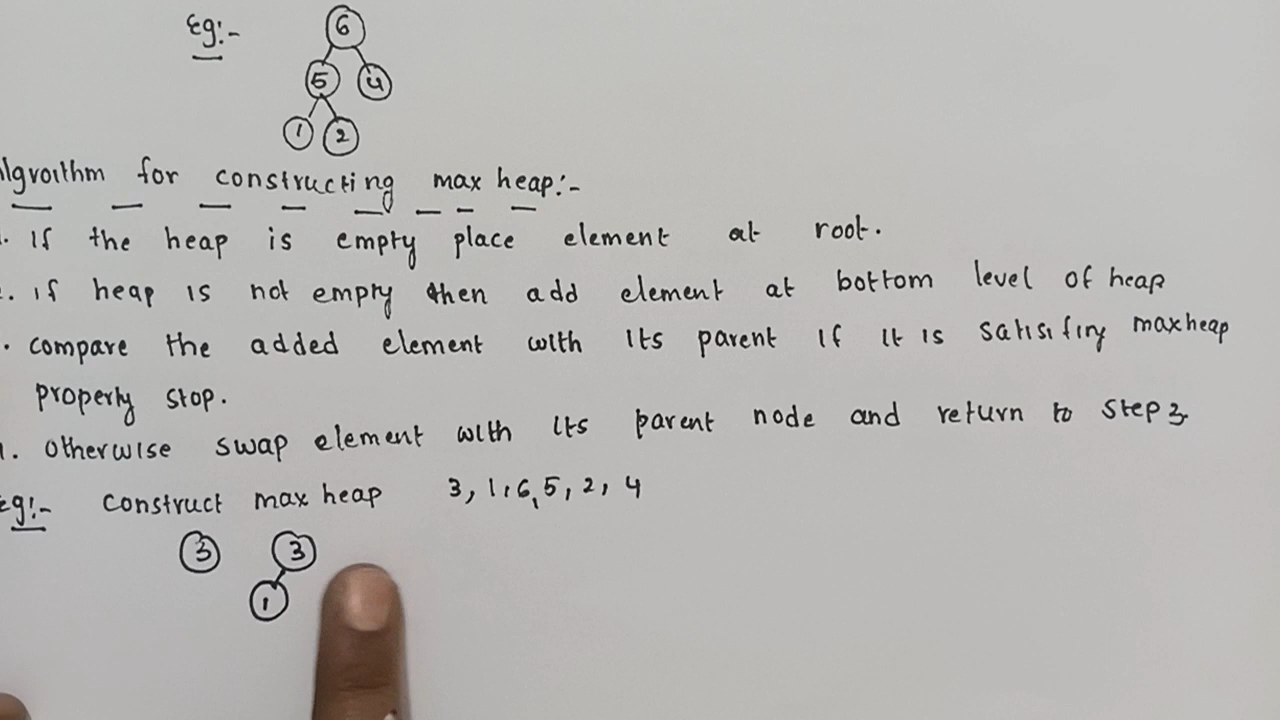 Eg:-
6
5 4
1 2
lgroithm for constructing max heap:-
. If the heap is empty place element at root.
. if heap is not empty then add element at bottom level of heap
. compare the added element with its parent if it is satisifiny maxheap
property stop.
. otherwise swap element with its parent node and return to step 3
Eg:- construct max heap 3, 1, 6, 5, 2, 4
3 3
1